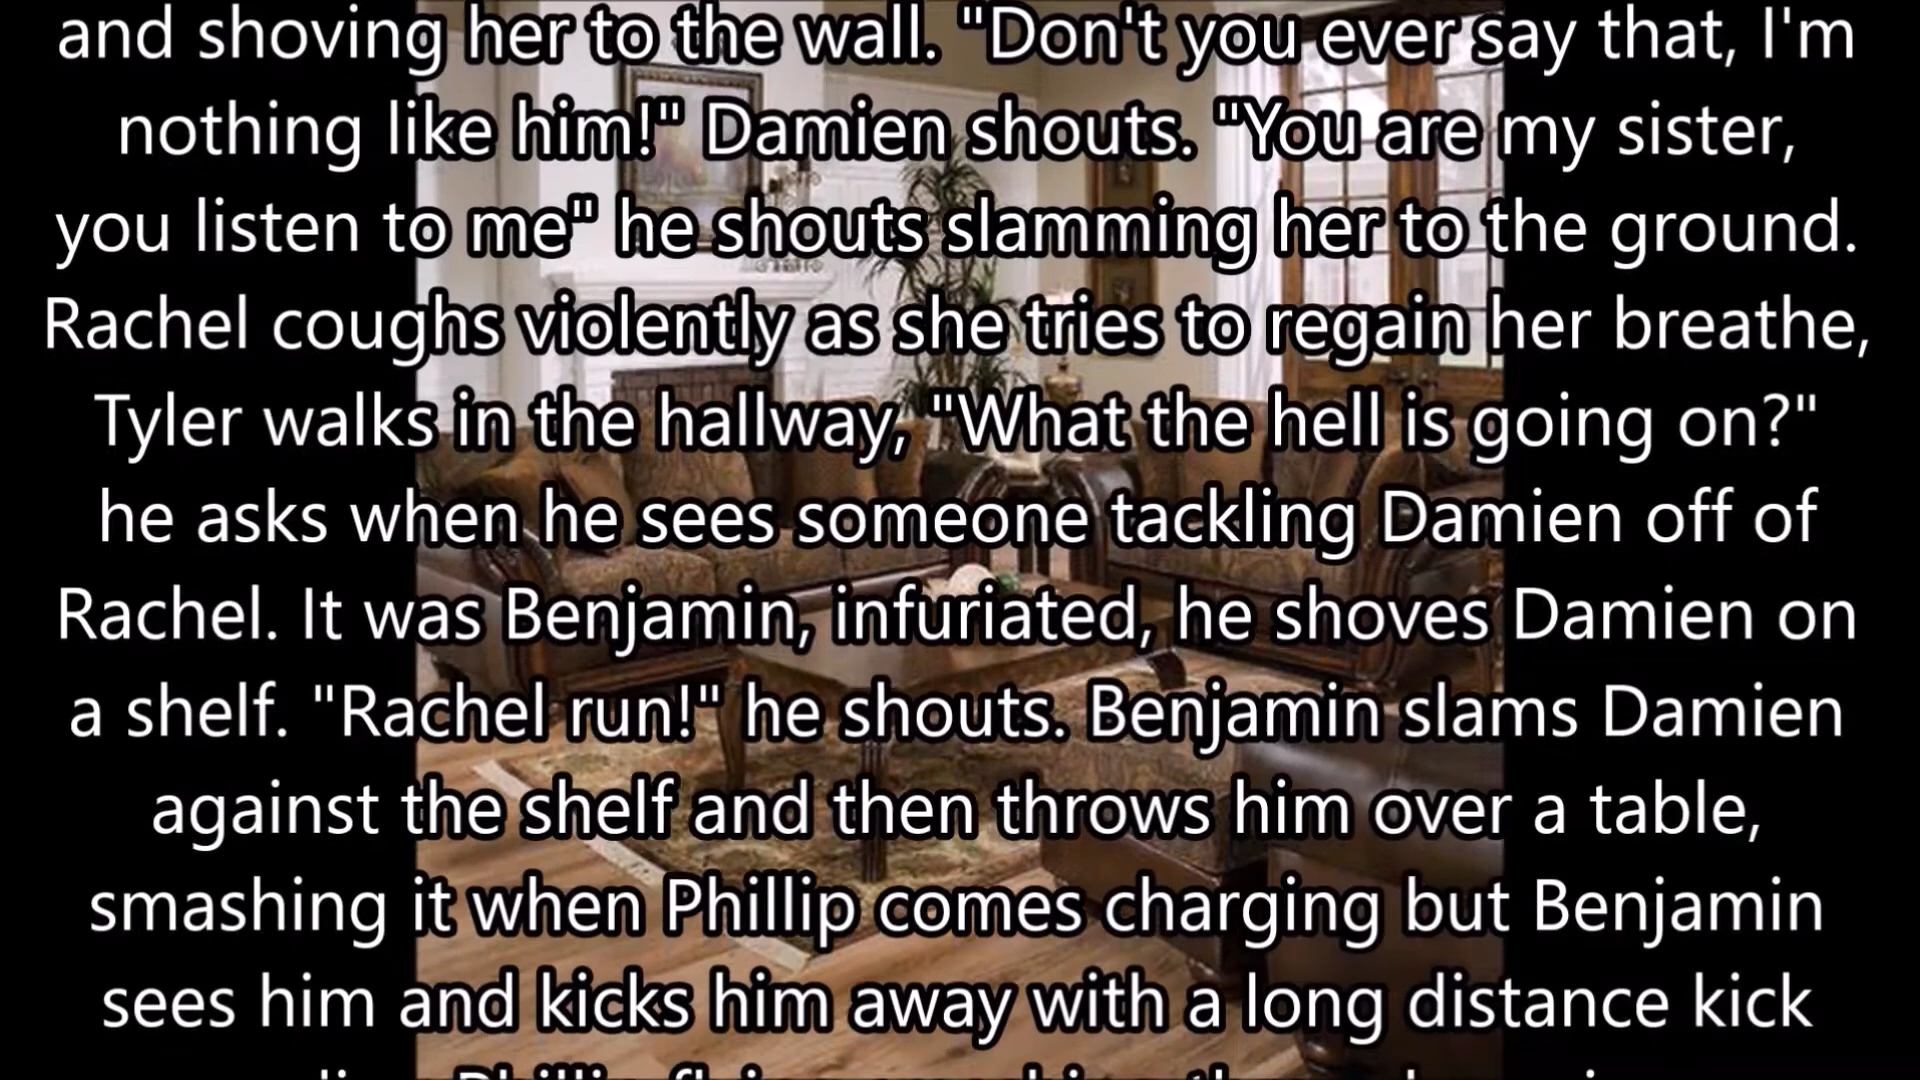 and shoving her to the wall. "Don't you ever say that, I'm
nothing like him!" Damien shouts. "You are my sister,
you listen to me" he shouts slamming her to the ground.
Rachel coughs violently as she tries to regain her breathe,
Tyler walks in the hallway, "What the hell is going on?"
he asks when he sees someone tackling Damien off of
Rachel. It was Benjamin, infuriated, he shoves Damien on
a shelf. "Rachel run!" he shouts. Benjamin slams Damien
against the shelf and then throws him over a table,
smashing it when Phillip comes charging but Benjamin
sees him and kicks him away with a long distance kick
Phillip